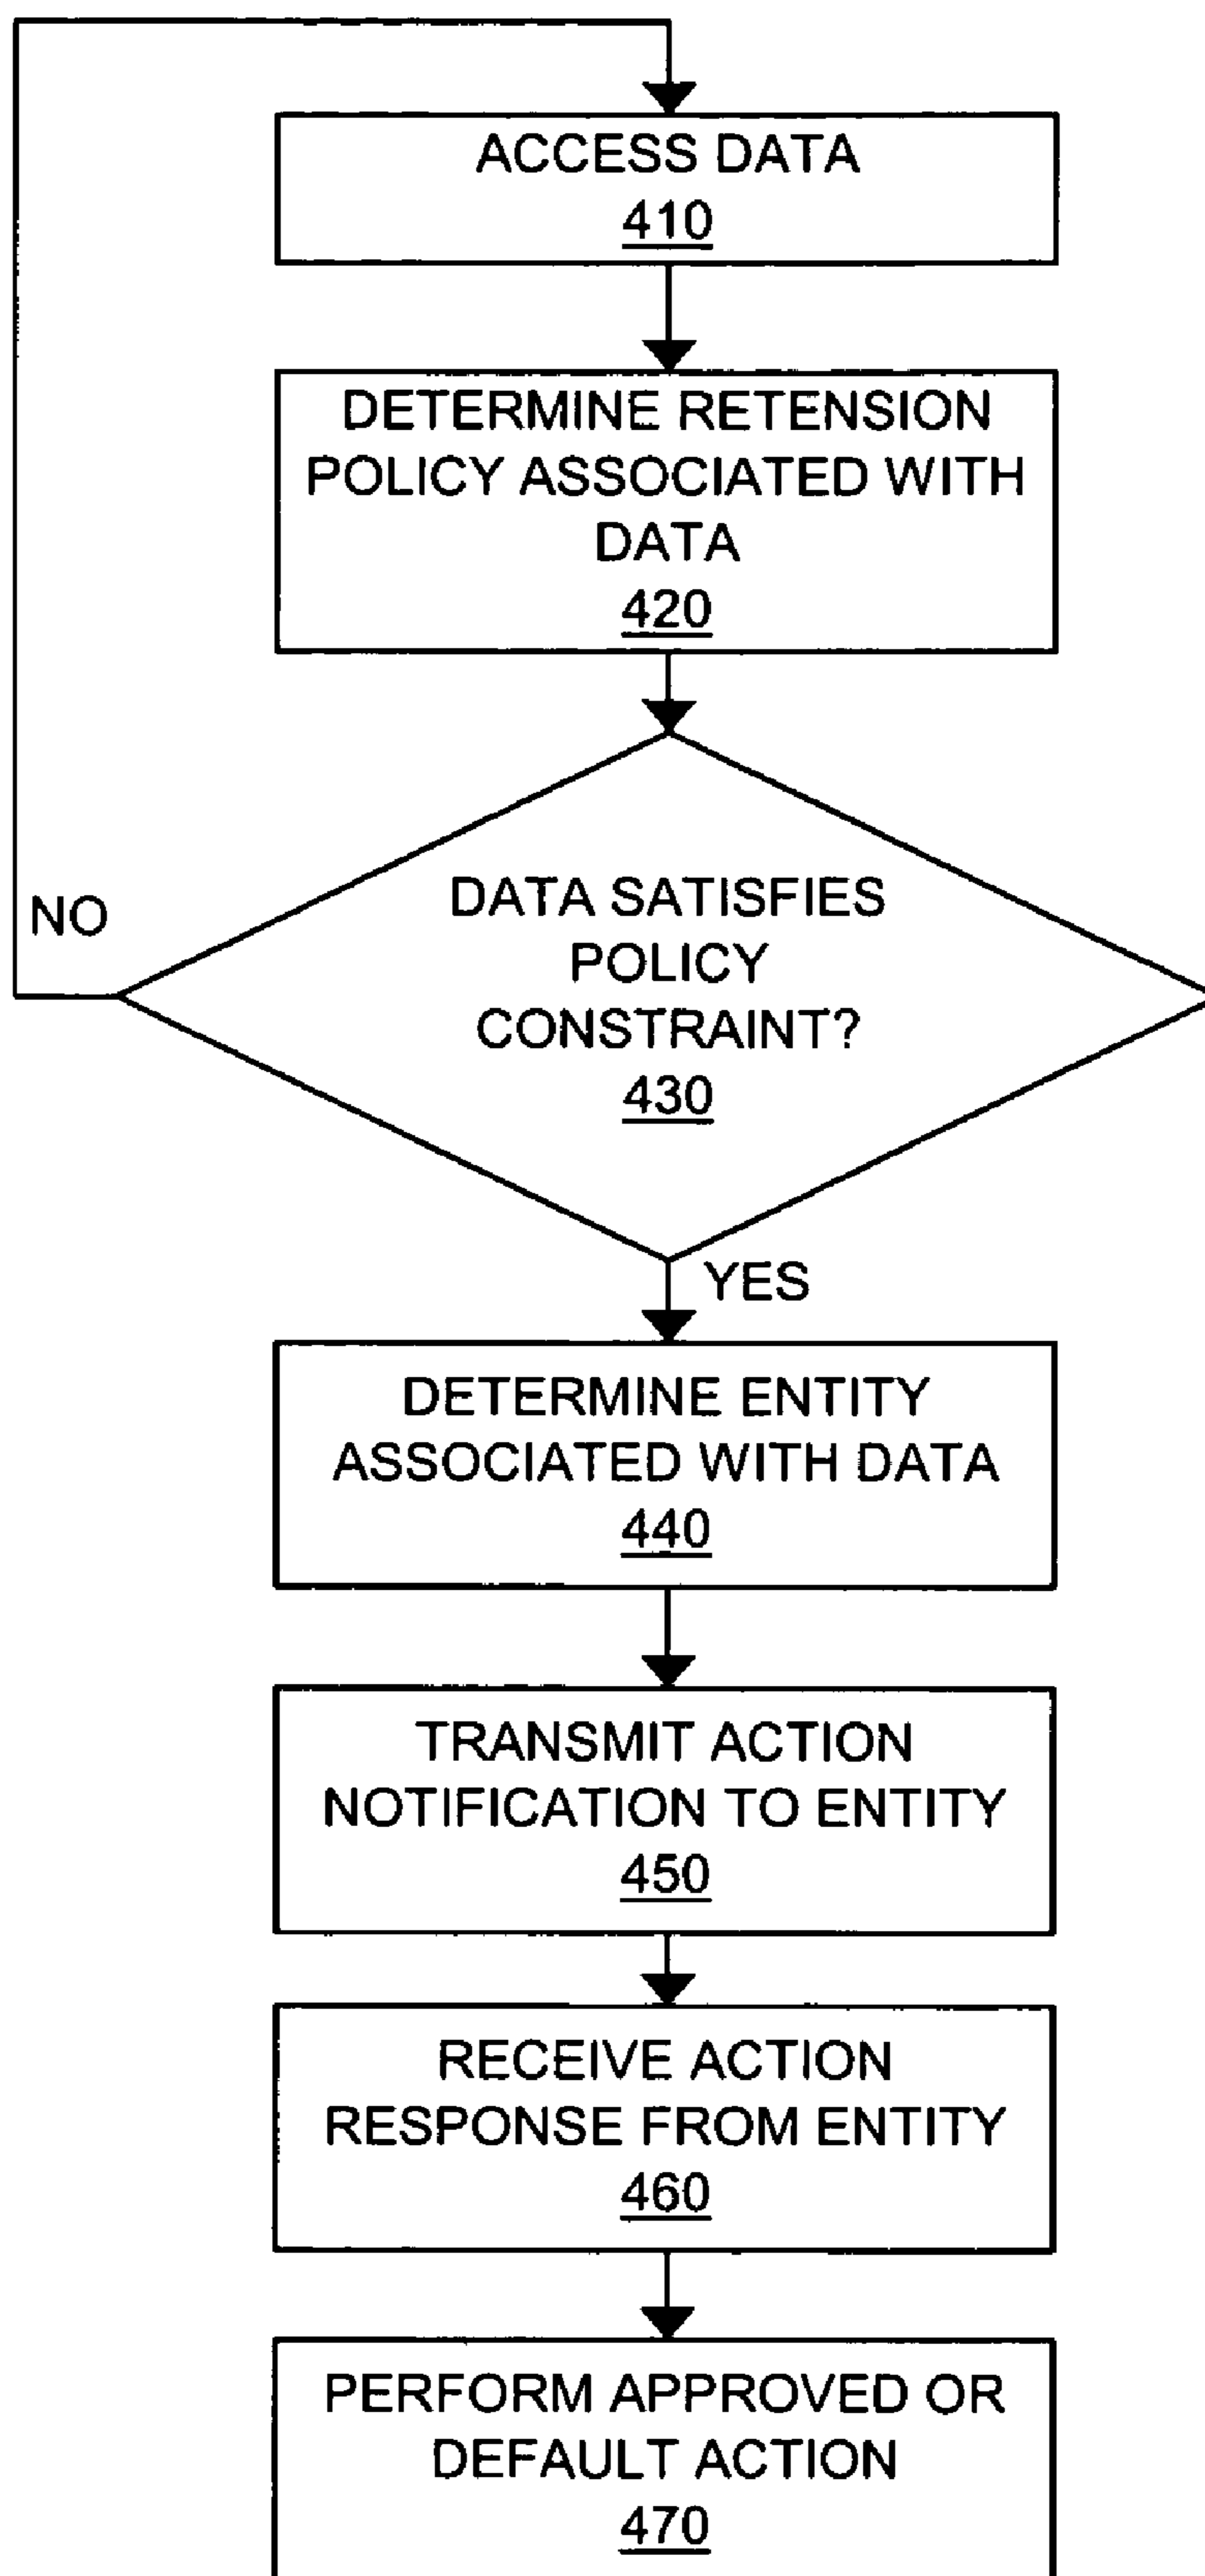 ACCESS DATA
410
DETERMINE RETENSION
POLICY ASSOCIATED WITH
DATA
420
DATA SATISFIES
POLICY
CONSTRAINT?
430
NO
YES
DETERMINE ENTITY
ASSOCIATED WITH DATA
440
TRANSMIT ACTION
NOTIFICATION TO ENTITY
450
RECEIVE ACTION
RESPONSE FROM ENTITY
460
PERFORM APPROVED OR
DEFAULT ACTION
470